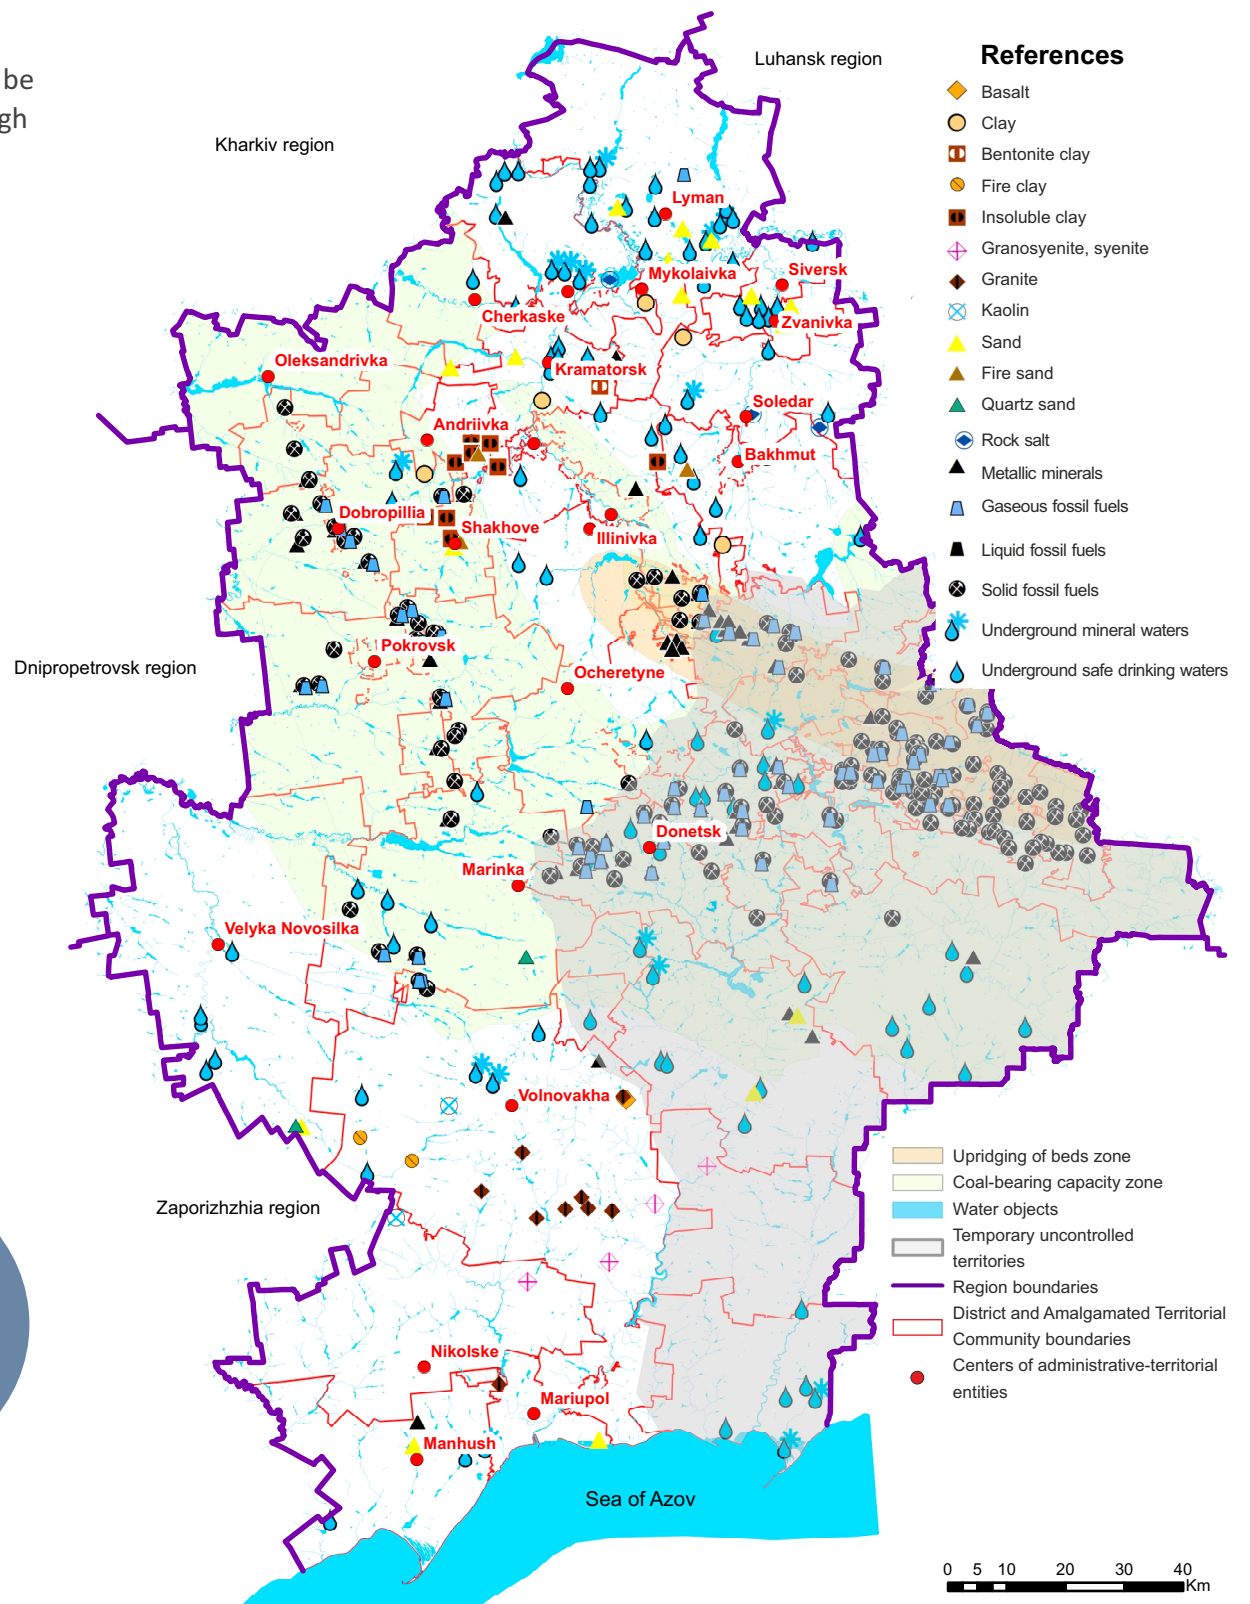 be
gh
Luhansk region
Kharkiv region
References
Basalt
Clay
Bentonite clay
Fire clay
Insoluble clay
Granosyenite, syenite
Granite
Kaolin
Sand
Fire sand
Quartz sand
Rock salt
Metallic minerals
Gaseous fossil fuels
Liquid fossil fuels
Solid fossil fuels
Underground mineral waters
Underground safe drinking waters
Lyman
Mykolaivka
Siversk
Cherkaske
Zvanivka
Oleksandrivka
Kramatorsk
Soledar
Andriivka
Bakhmut
Dobropillia
Shakhove
Illinivka
Pokrovsk
Dnipropetrovsk region
Ocheretyne
Donetsk
Marinka
Velyka Novosilka
Volnovakha
Zaporizhzhia region
Nikolske
Mariupol
Manhush
Sea of Azov
Upridging of beds zone
Coal-bearing capacity zone
Water objects
Temporary uncontrolled
territories
Region boundaries
District and Amalgamated Territorial
Community boundaries
Centers of administrative-territorial
entities
0 5 10 20 30 40
Km